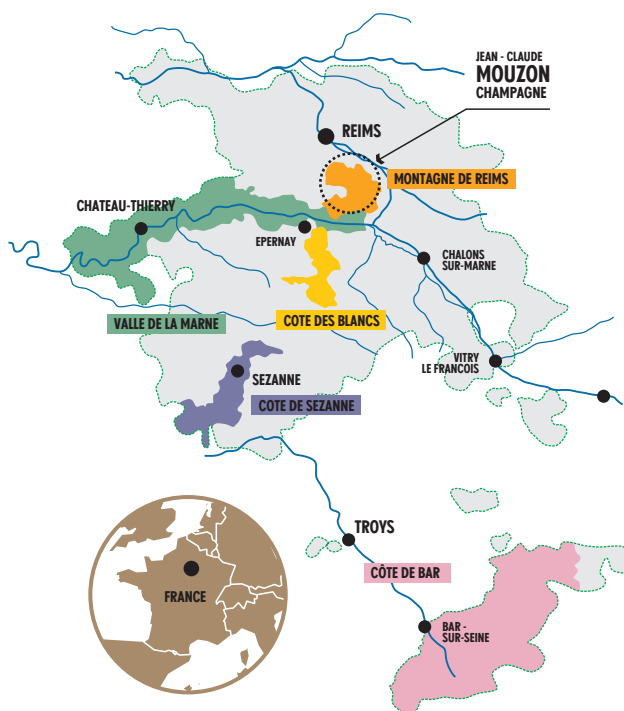 JEAN - CLAUDE
MOUZON
CHAMPAGNE
REIMS
MONTAGNE DE REIMS
CHATEAU-THIERRY
EPERNAY
CHALONS
SUR-MARNE
VALLE DE LA MARNE
COTE DES BLANCS
VITRY
LE FRANCOIS
SEZANNE
COTE DE SEZANNE
TROYS
CÔTE DE BAR
FRANCE
BAR -
SUR-SEINE